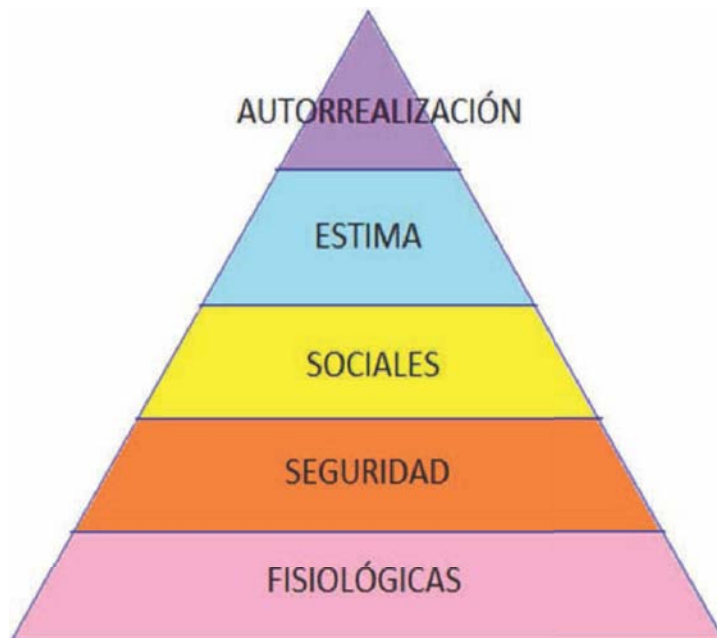 AUTORREALIZACIÓN
ESTIMA
SOCIALES
SEGURIDAD
FISIOLÓGICAS